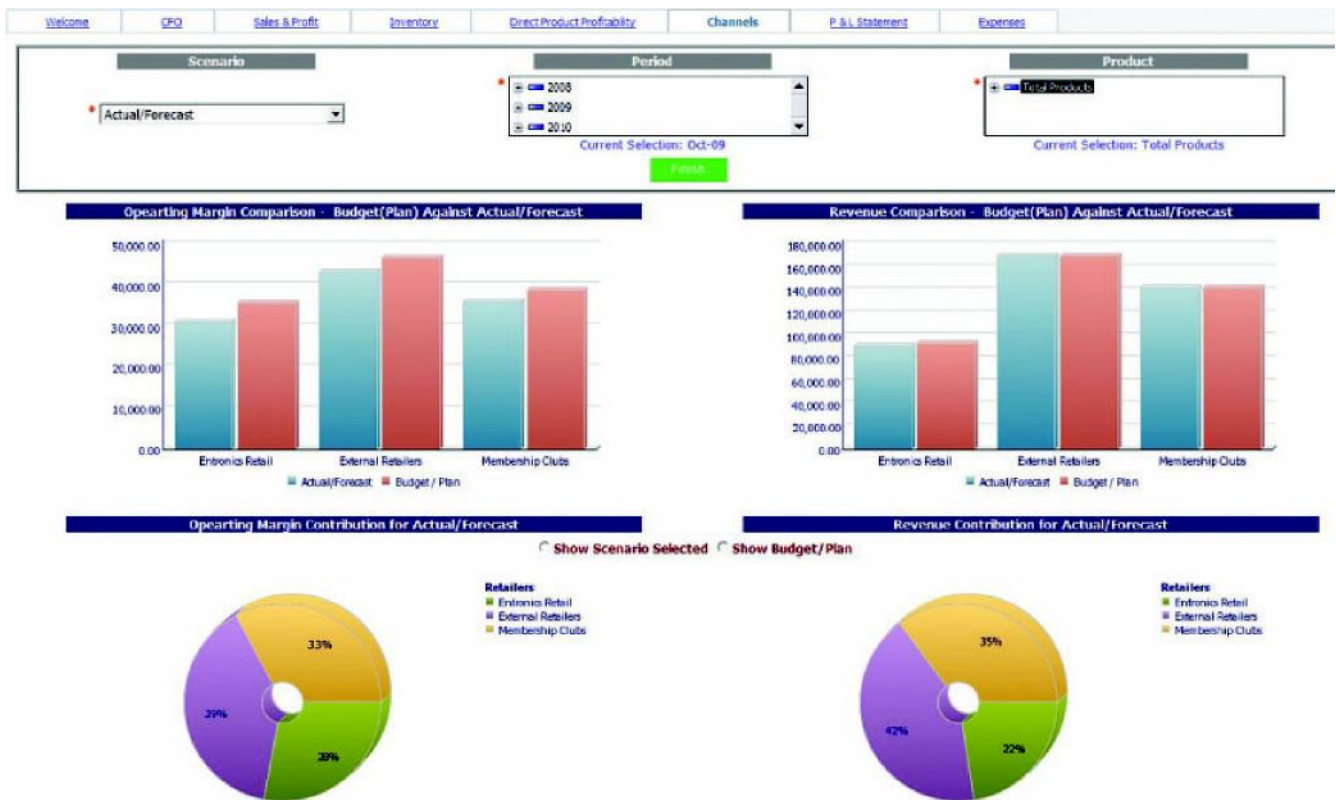 Welcome CFO Sales & Profit Inventory Direct Product Profitability Channels P & L Statement Expenses
Scenario Period Product
* Actual/Forecast
* 2008
2009
2010
* Total Products
Current Selection: Oct-09
Current Selection: Total Products
Finish
Opearting Margin Comparison - Budget(Plan) Against Actual/Forecast
50,000.00
40,000.00
30,000.00
20,000.00
10,000.00
0.00
Entronics Retail External Retailers Membership Clubs
Actual/Forecast Budget / Plan
Revenue Comparison - Budget(Plan) Against Actual/Forecast
180,000.00
160,000.00
140,000.00
120,000.00
100,000.00
80,000.00
60,000.00
40,000.00
20,000.00
0.00
Entronics Retail External Retailers Membership Clubs
Actual/Forecast Budget / Plan
Opearting Margin Contribution for Actual/Forecast
Revenue Contribution for Actual/Forecast
Show Scenario Selected Show Budget/Plan
Retailers
Entronics Retail
External Retailers
Membership Clubs
33%
39%
28%
Retailers
Entronics Retail
External Retailers
Membership Clubs
35%
42%
22%